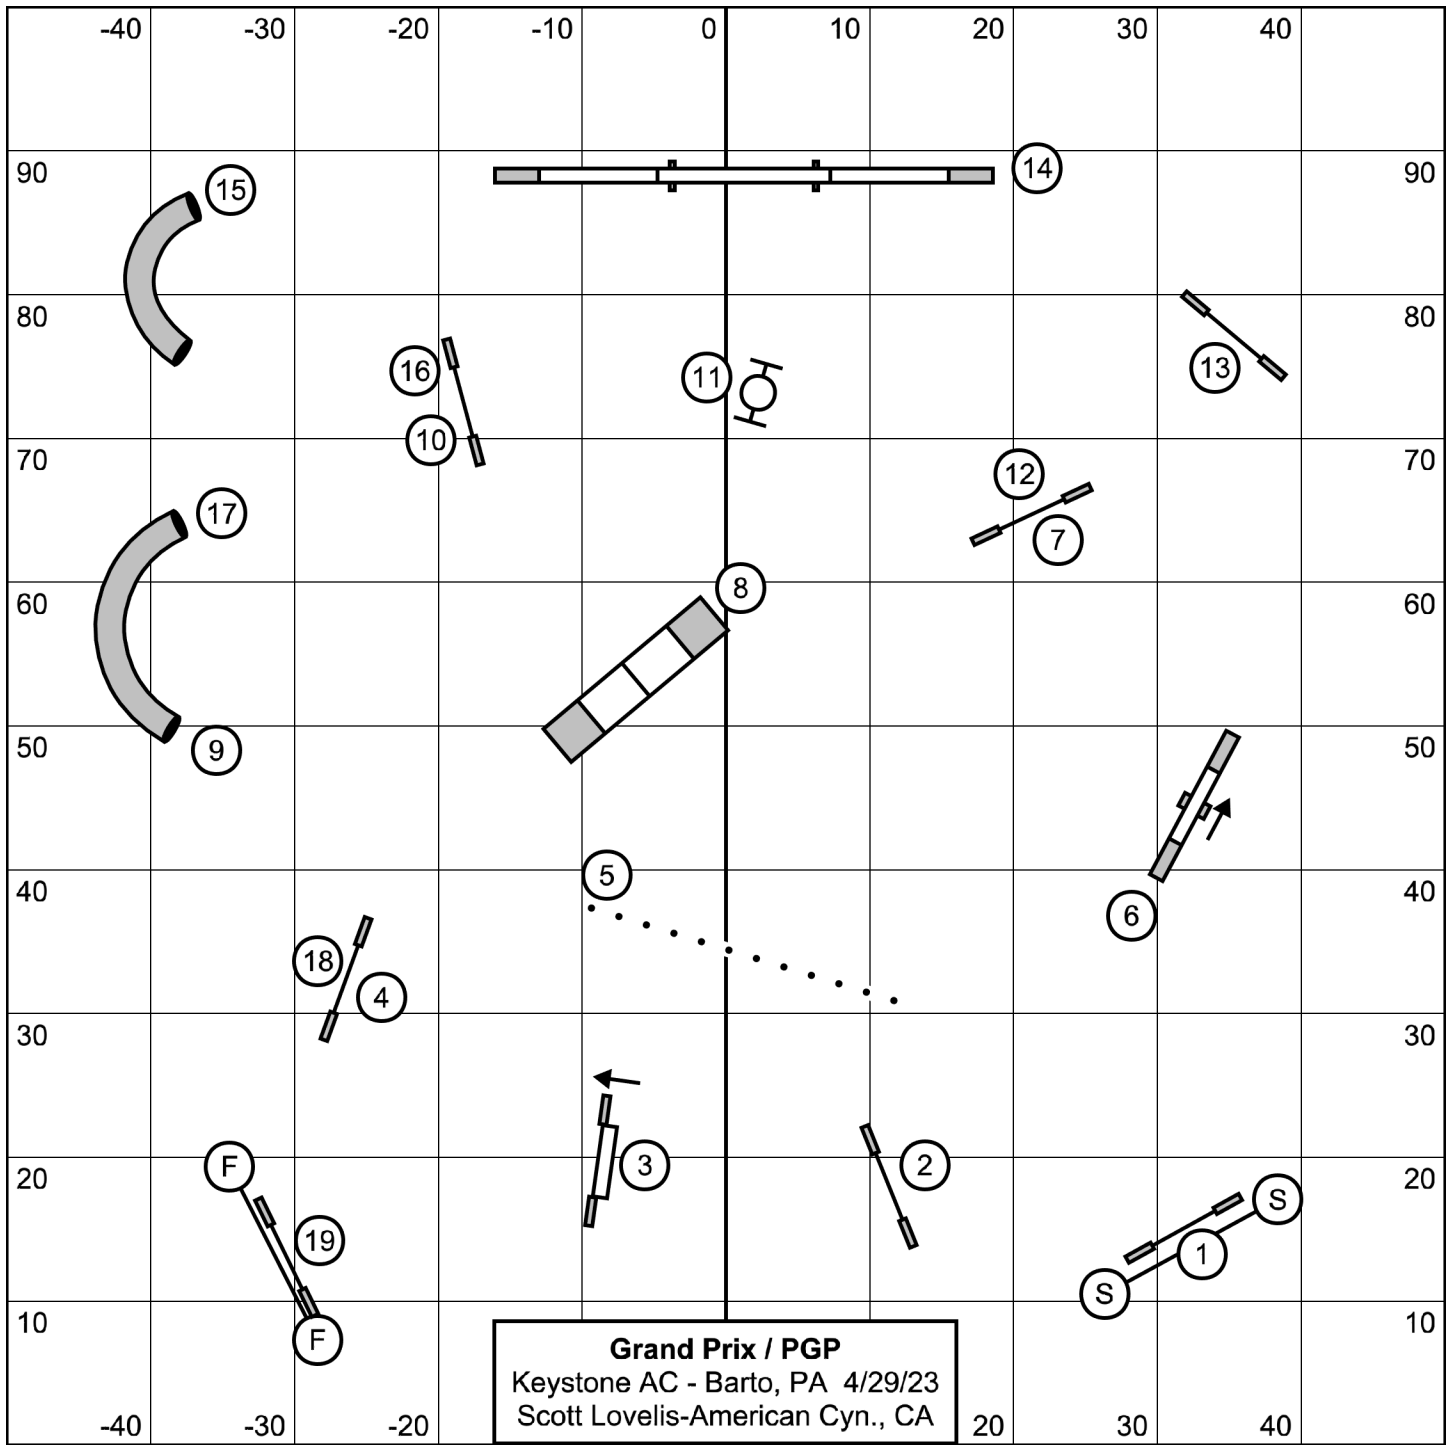 -40 -30 -20 -10 0 10 20 30 40
90 15 14 90
80 80
16 11 13
10
70 12 70
17 7
60 8 60
9
50 50
5
40 6 40
18 4
30 30
F 3 2
20 S 20
19 1
S
10 F 10
Grand Prix / PGP
Keystone AC - Barto, PA 4/29/23
Scott Lovelis-American Cyn., CA
-40 -30 -20 20 30 40